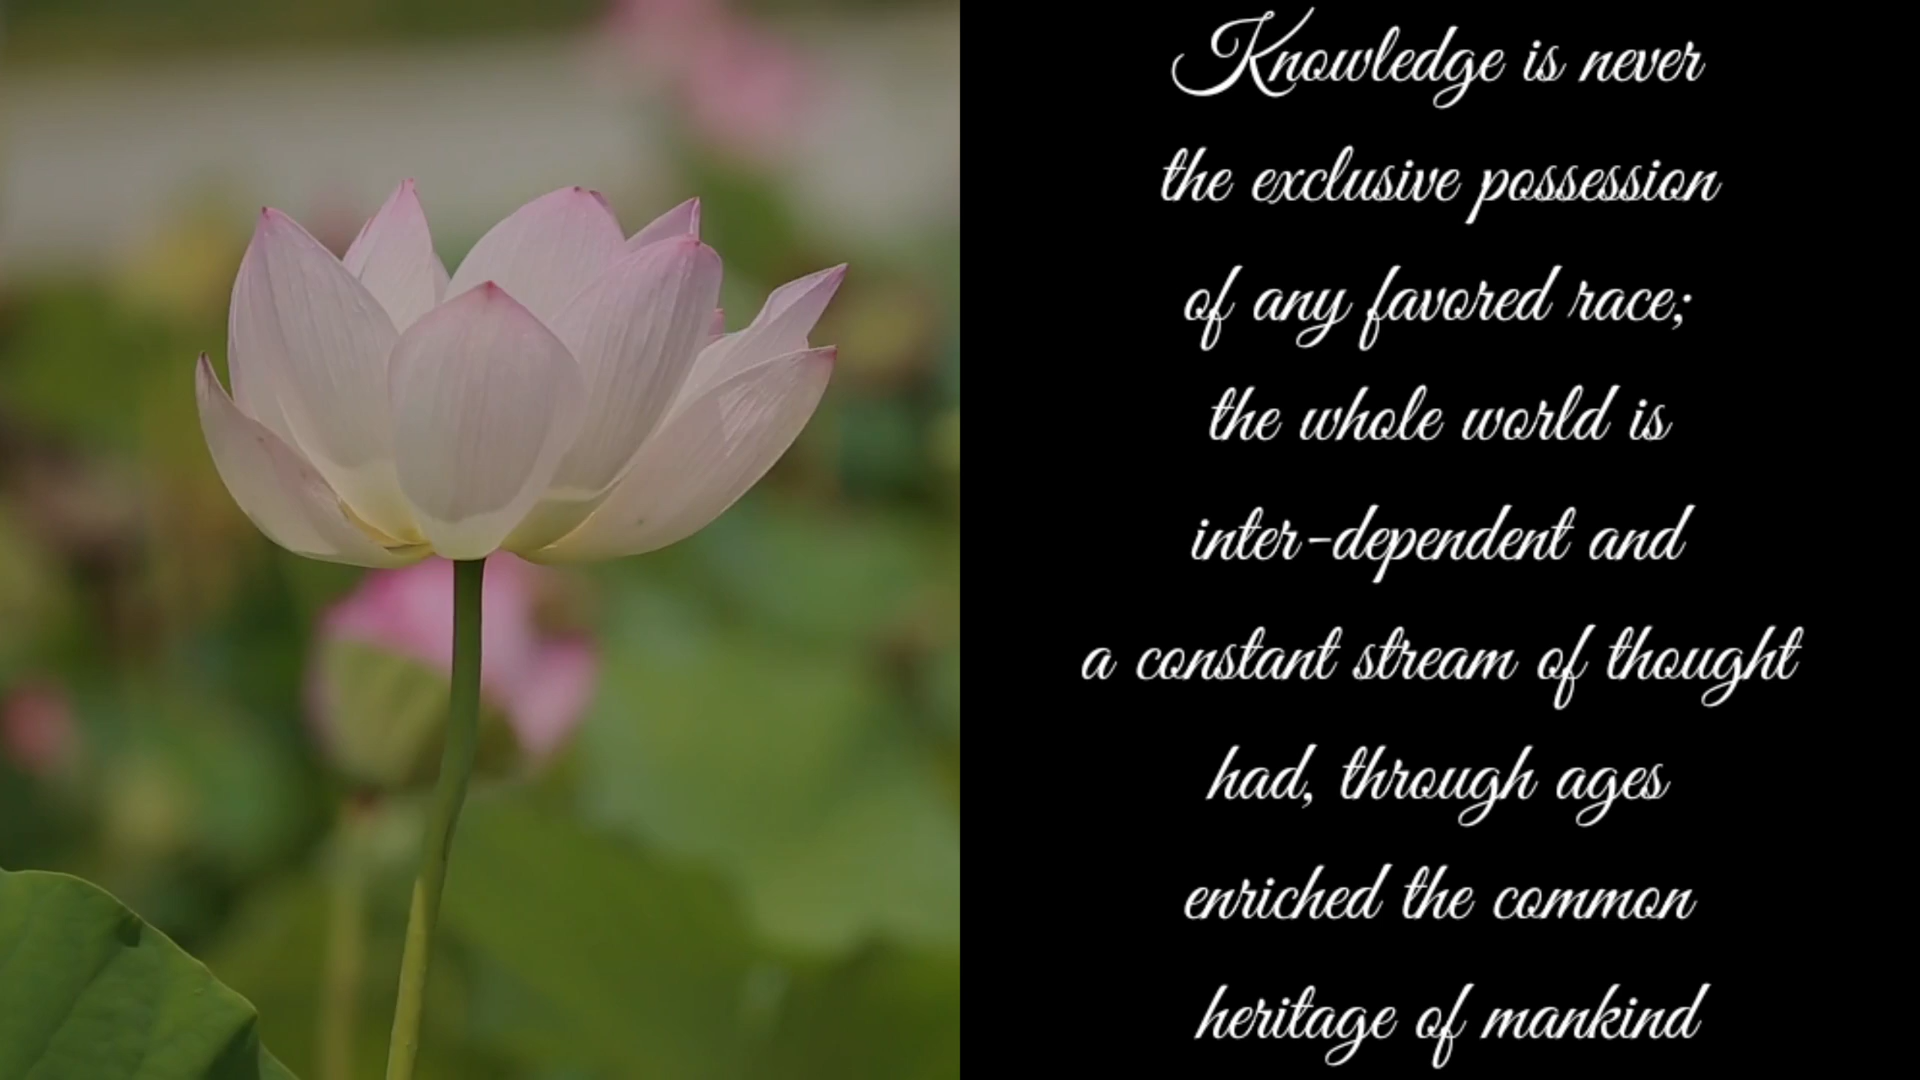 Knowledge is never
the exclusive possession
of any favored race;
the whole world is
inter-dependent and
a constant stream of thought
had, through ages
enriched the common
heritage of mankind